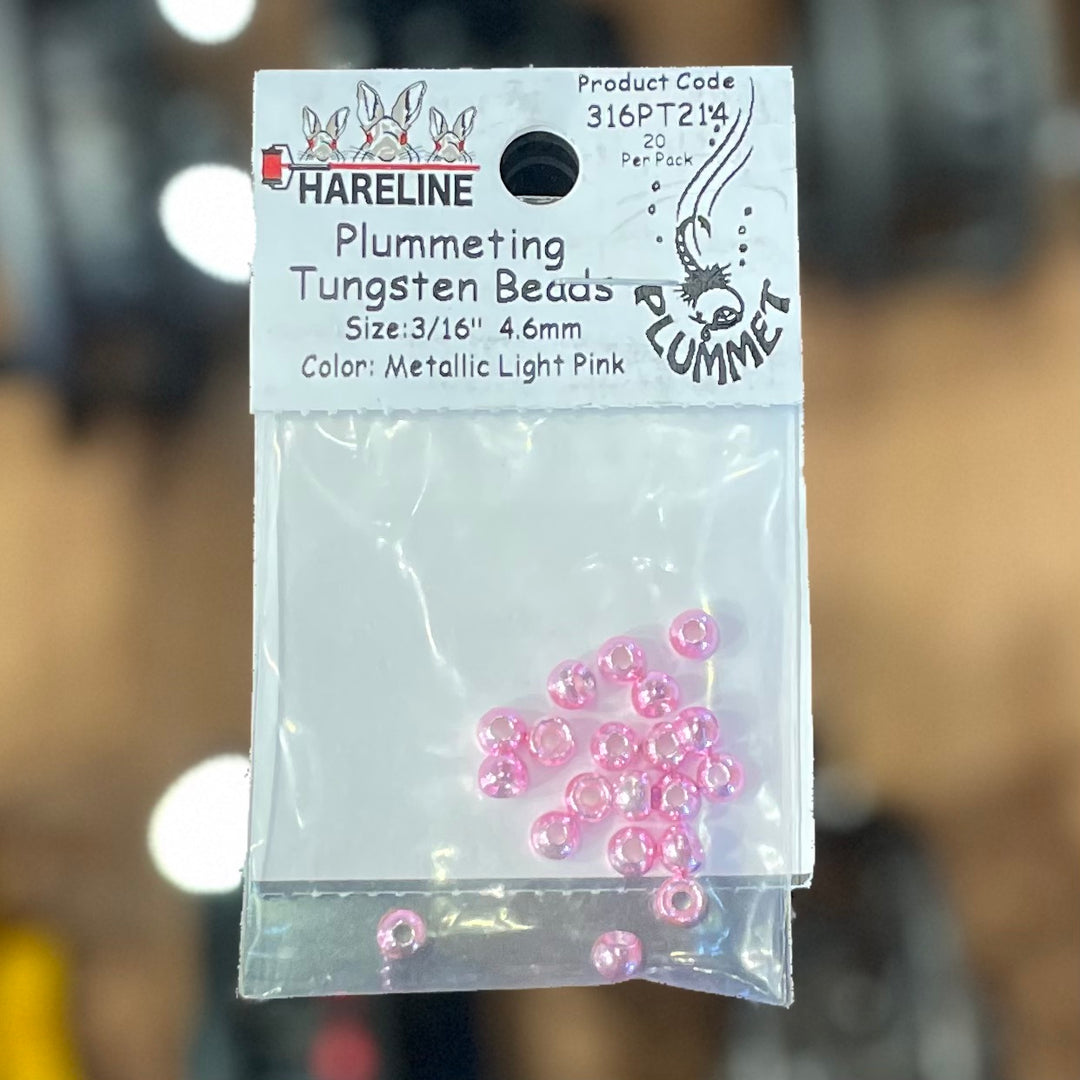 HARELINE
Product Code
316PT214
20
Per Pack
Plummeting
Tungsten Beads
Size:3/16" 4.6mm
Color: Metallic Light Pink
PLUMMET